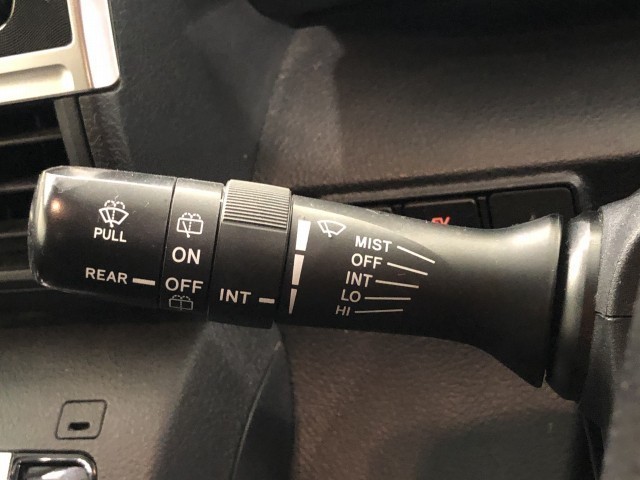 PULL
REAR
ON
OFF
INT
MIST
OFF
INT
LO
HI